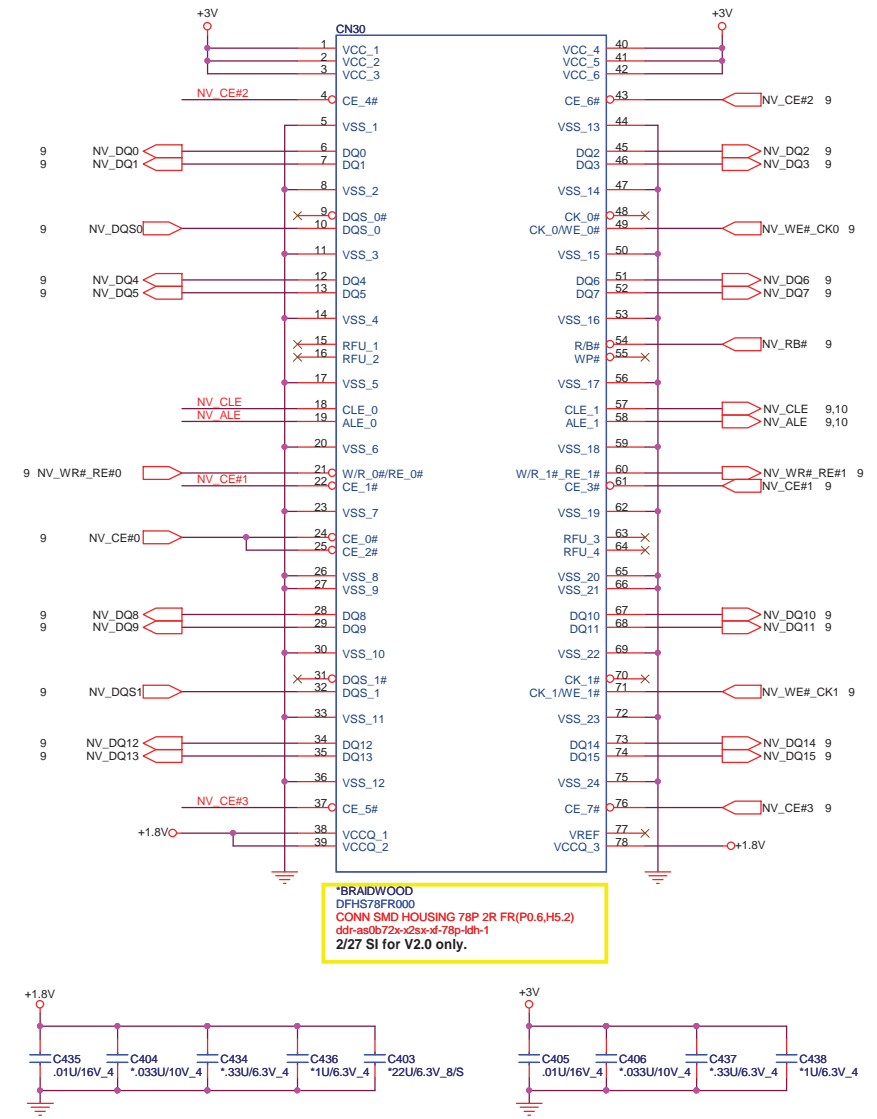 +3V +3V
CN30
1 VCC_1 VCC_4 40
2 VCC_2 VCC_5 41
3 VCC_3 VCC_6 42
NV_CE#2 4 CE_4# CE_6# 43 NV_CE#2 9
5 VSS_1 VSS_13 44
9 NV_DQ0 6 DQ0 DQ2 45 NV_DQ2 9
9 NV_DQ1 7 DQ1 DQ3 46 NV_DQ3 9
8 VSS_2 VSS_14 47
9 DQS_0# CK_0# 48
9 NV_DQS0 10 DQS_0 CK_0/WE_0# 49 NV_WE#_CK0 9
11 VSS_3 VSS_15 50
9 NV_DQ4 12 DQ4 DQ6 51 NV_DQ6 9
9 NV_DQ5 13 DQ5 DQ7 52 NV_DQ7 9
14 VSS_4 VSS_16 53
15 RFU_1 R/B# 54 NV_RB# 9
16 RFU_2 WP# 55
17 VSS_5 VSS_17 56
NV_CLE 18 CLE_0 CLE_1 57 NV_CLE 9,10
NV_ALE 19 ALE_0 ALE_1 58 NV_ALE 9,10
20 VSS_6 VSS_18 59
9 NV_WR#_RE#0 21 W/R_0#/RE_0# W/R_1#_RE_1# 60 NV_WR#_RE#1 9
NV_CE#1 22 CE_1# CE_3# 61 NV_CE#1 9
23 VSS_7 VSS_19 62
9 NV_CE#0 24 CE_0# RFU_3 63
25 CE_2# RFU_4 64
26 VSS_8 VSS_20 65
27 VSS_9 VSS_21 66
9 NV_DQ8 28 DQ8 DQ10 67 NV_DQ10 9
9 NV_DQ9 29 DQ9 DQ11 68 NV_DQ11 9
30 VSS_10 VSS_22 69
31 DQS_1# CK_1# 70
9 NV_DQS1 32 DQS_1 CK_1/WE_1# 71 NV_WE#_CK1 9
33 VSS_11 VSS_23 72
9 NV_DQ12 34 DQ12 DQ14 73 NV_DQ14 9
9 NV_DQ13 35 DQ13 DQ15 74 NV_DQ15 9
36 VSS_12 VSS_24 75
NV_CE#3 37 CE_5# CE_7# 76 NV_CE#3 9
+1.8V 38 VCCQ_1 VREF 77
39 VCCQ_2 VCCQ_3 78 +1.8V
*BRAIDWOOD
DFHS78FR000
CONN SMD HOUSING 78P 2R FR(P0.6,H5.2)
ddr-as0b72x-x2sx-xf-78p-ldh-1
2/27 SI for V2.0 only.
+1.8V +3V
C435 C404 C434 C436 C403 C405 C406 C437 C438
.01U/16V_4 *.033U/10V_4 *.33U/6.3V_4 *1U/6.3V_4 *22U/6.3V_8/S .01U/16V_4 *.033U/10V_4 *.33U/6.3V_4 *1U/6.3V_4